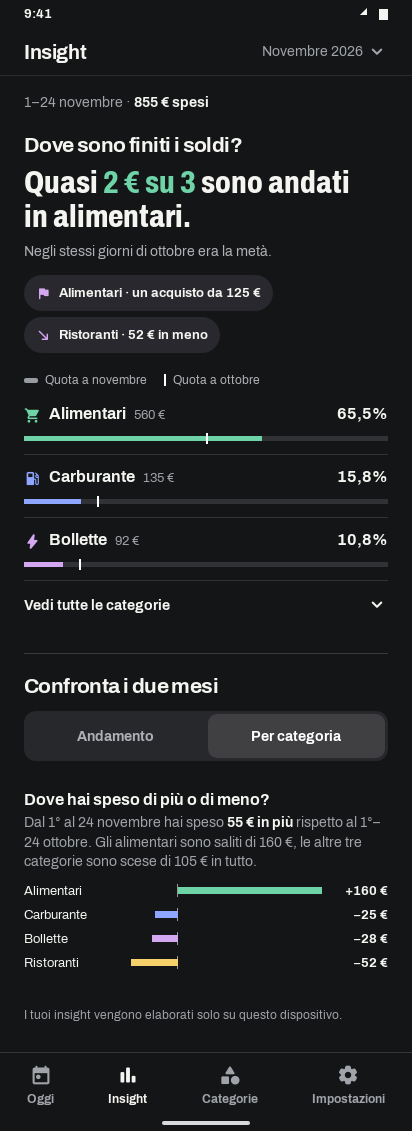 9:41
Insight
Novembre 2026
1–24 novembre · 855 € spesi
Dove sono finiti i soldi?
Quasi 2 € su 3 sono andati
in alimentari.
Negli stessi giorni di ottobre era la metà.
Alimentari · un acquisto da 125 €
Ristoranti · 52 € in meno
Quota a novembre
Quota a ottobre
Alimentari 560 € 65,5%
Carburante 135 € 15,8%
Bollette 92 € 10,8%
Vedi tutte le categorie
Confronta i due mesi
Andamento
Per categoria
Dove hai speso di più o di meno?
Dal 1° al 24 novembre hai speso 55 € in più rispetto al 1°–
24 ottobre. Gli alimentari sono saliti di 160 €, le altre tre
categorie sono scese di 105 € in tutto.
Alimentari +160 €
Carburante −25 €
Bollette −28 €
Ristoranti −52 €
I tuoi insight vengono elaborati solo su questo dispositivo.
Oggi
Insight
Categorie
Impostazioni